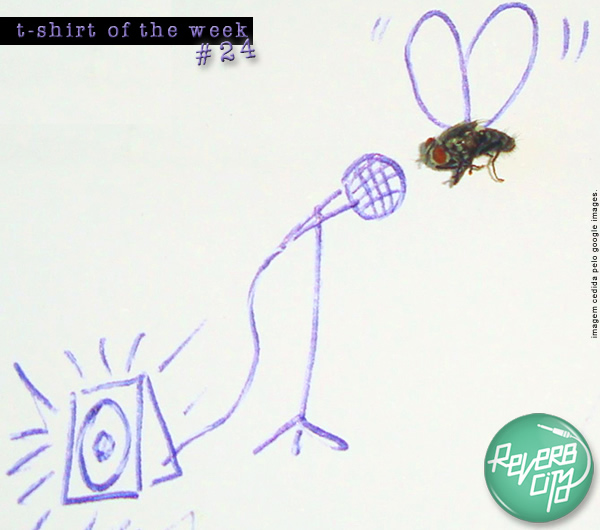 t-shirt of the week
#24
imagem cedida pelo google images.
ReveRb
City